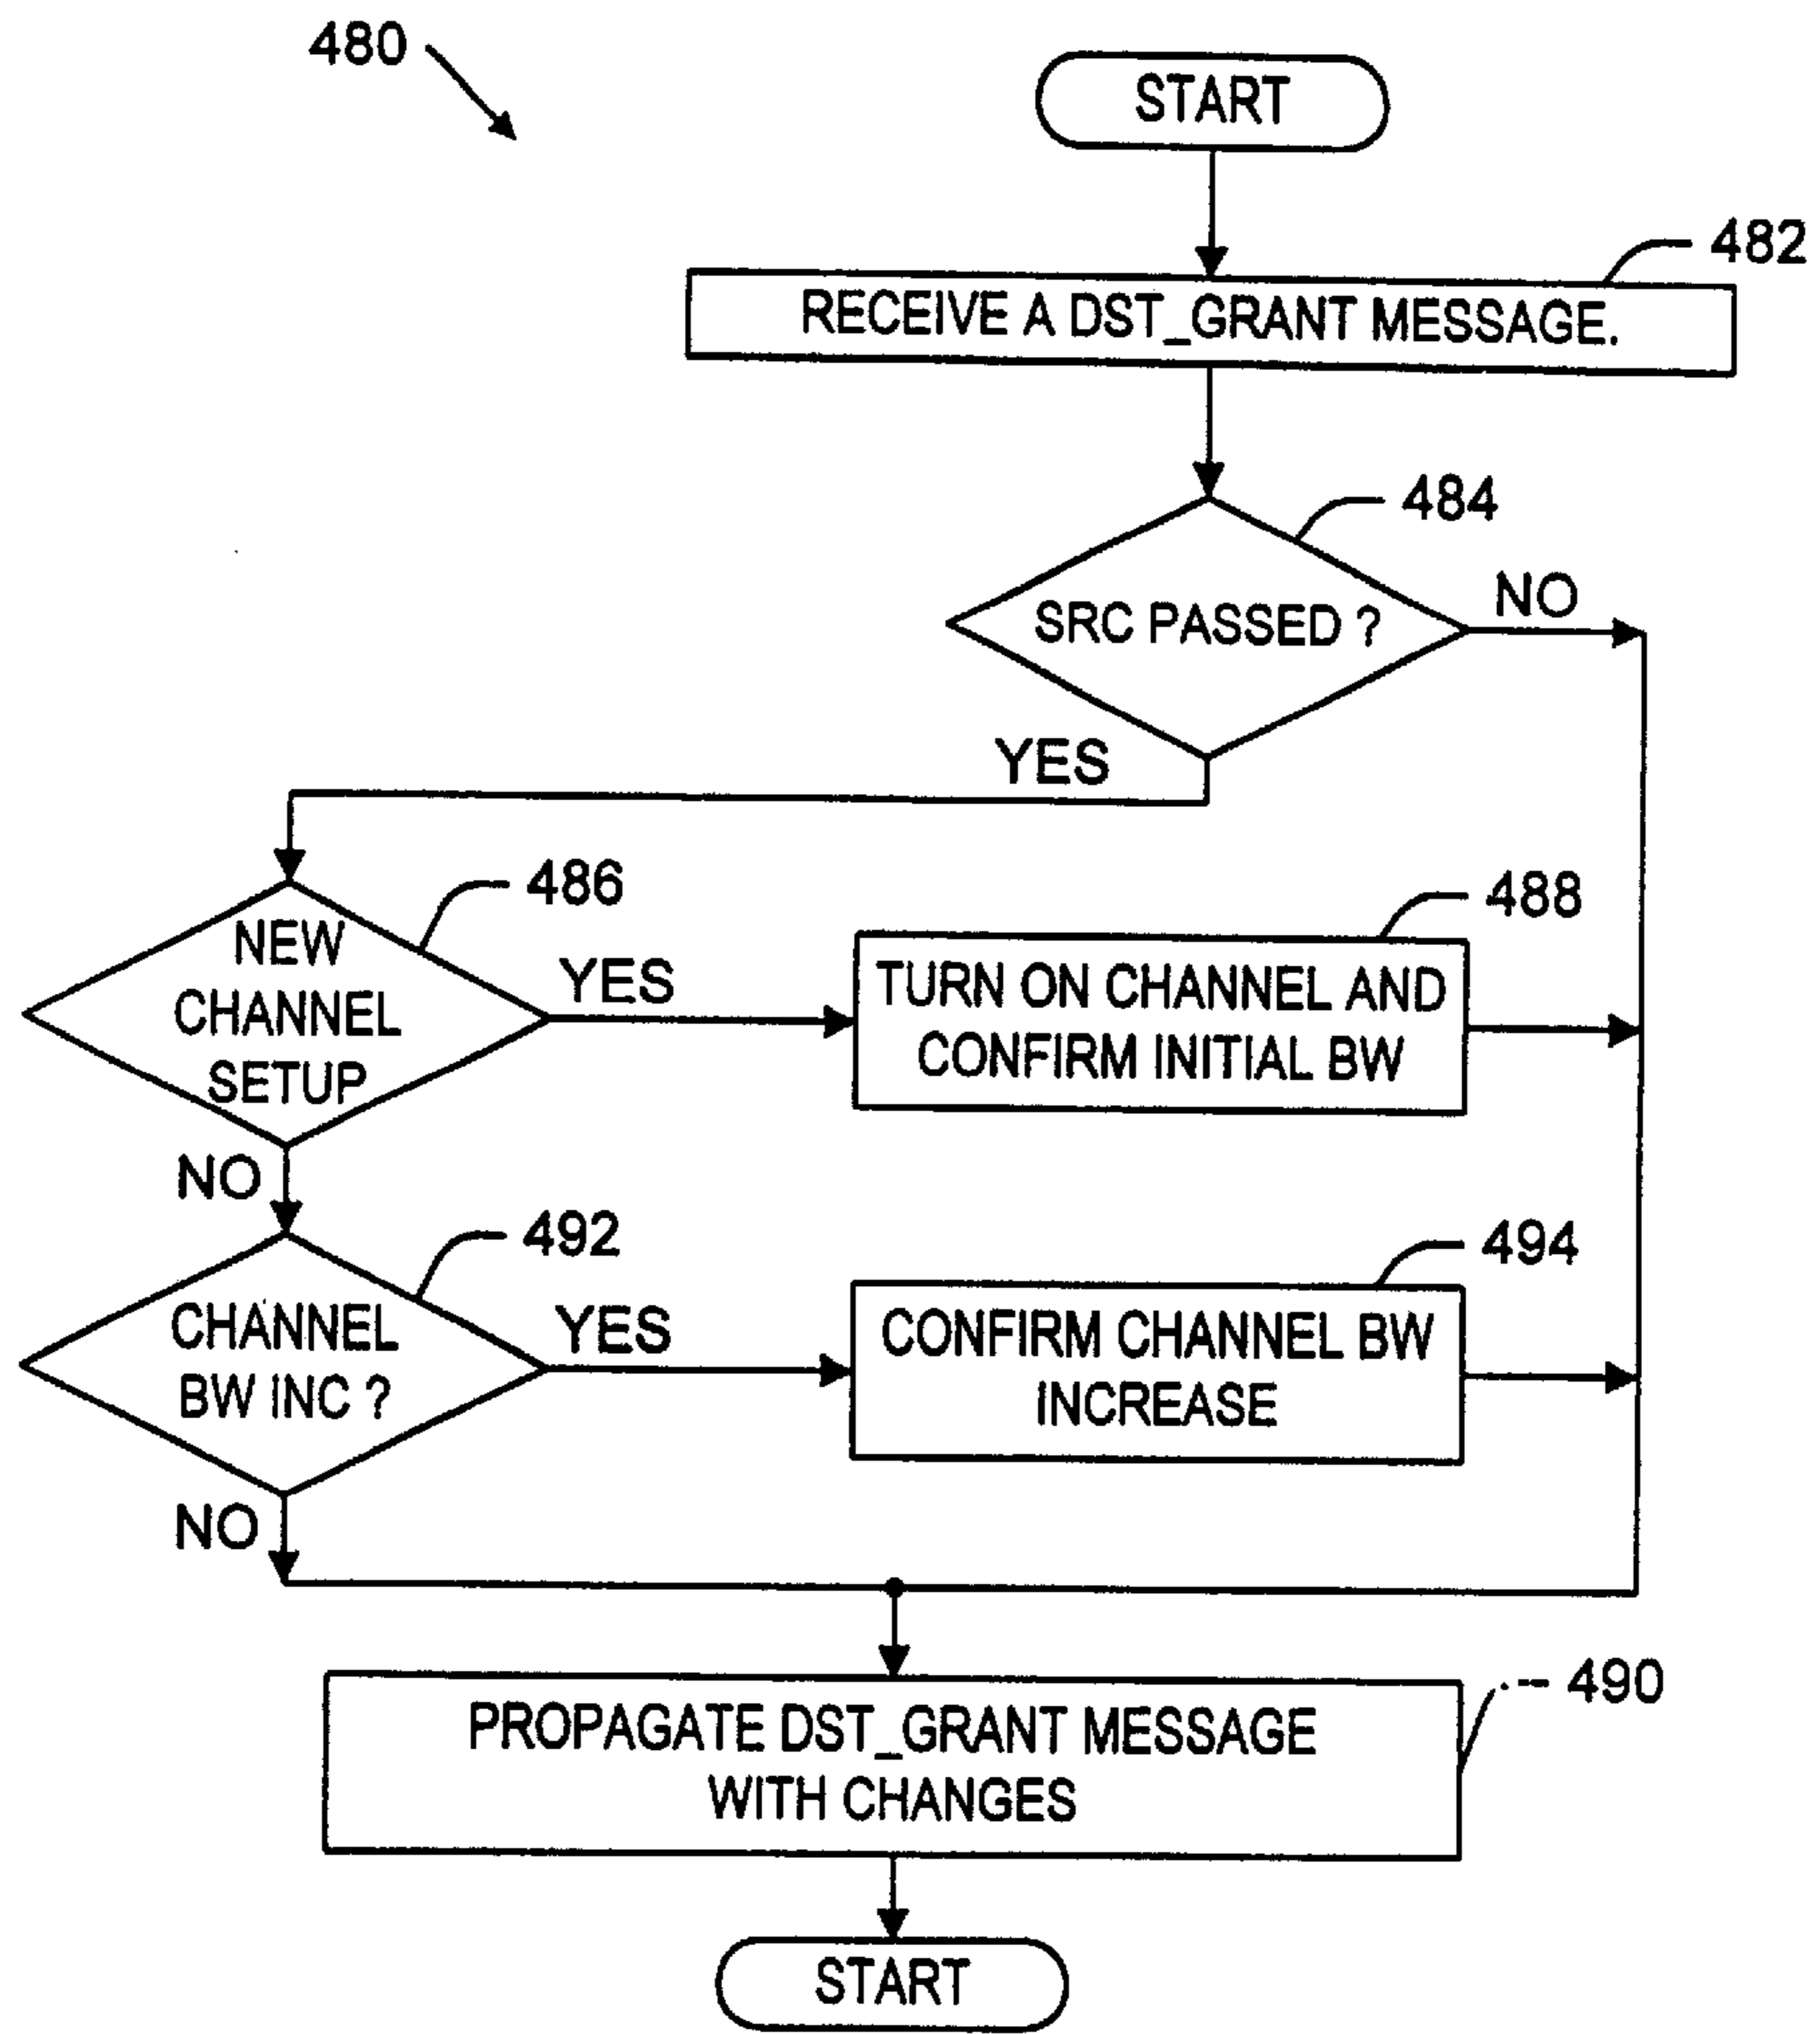 480
START
482
RECEIVE A DST_GRANT MESSAGE.
484
SRC PASSED ?
NO
YES
486
NEW
CHANNEL
SETUP
YES
488
TURN ON CHANNEL AND
CONFIRM INITIAL BW
NO
492
CHANNEL
BW INC ?
YES
494
CONFIRM CHANNEL BW
INCREASE
NO
490
PROPAGATE DST_GRANT MESSAGE
WITH CHANGES
START